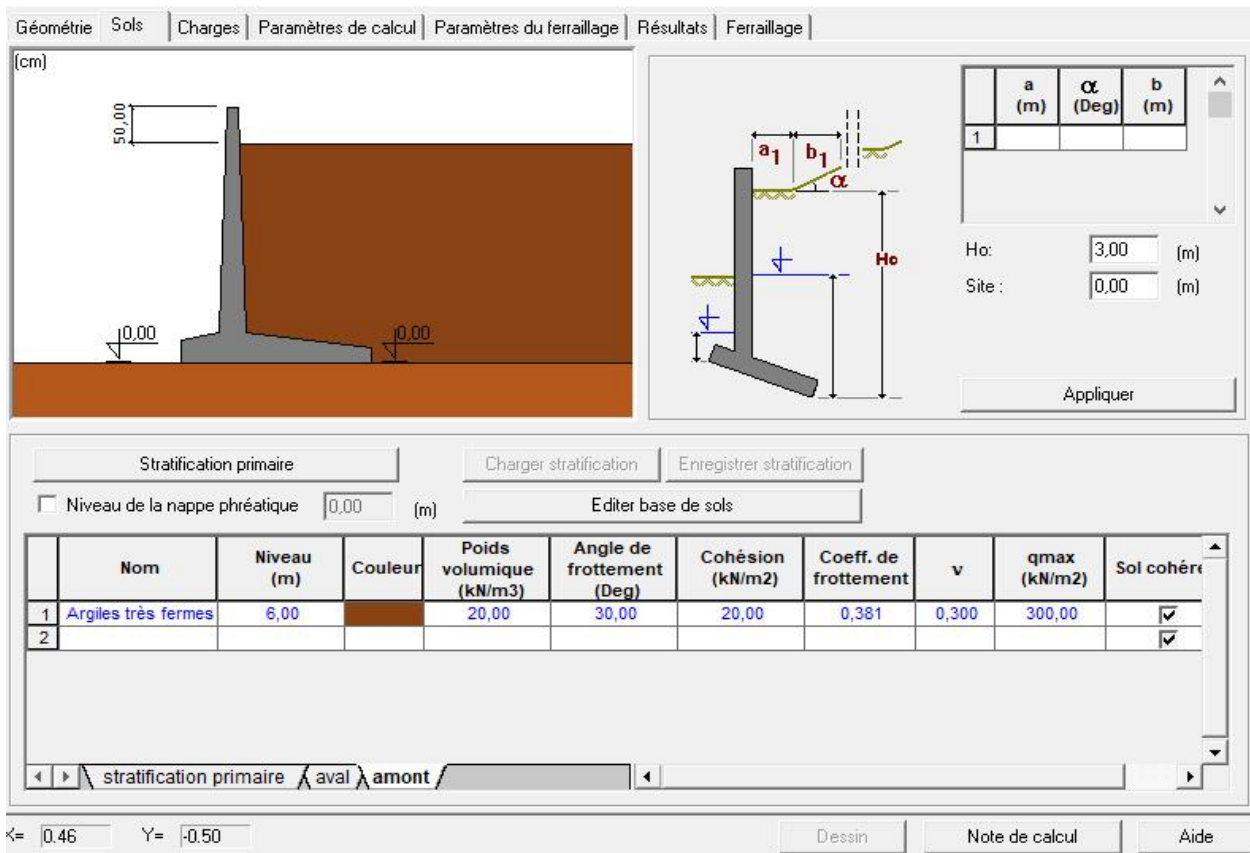 Géométrie Sols Charges Paramètres de calcul Paramètres du ferraillage Résultats Ferraillage
(cm)
50,00
0,00 0,00
a1 b1
α
Ho
a (m) α (Deg) b (m)
1
Ho: 3,00 (m)
Site : 0,00 (m)
Appliquer
Stratification primaire Charger stratification Enregistrer stratification
Niveau de la nappe phréatique 0,00 (m) Editer base de sols
Nom Niveau (m) Couleur Poids volumique (kN/m3) Angle de frottement (Deg) Cohésion (kN/m2) Coeff. de frottement ν qmax (kN/m2) Sol cohére
1 Argiles très fermes 6,00 20,00 30,00 20,00 0,381 0,300 300,00
2
stratification primaire aval amont
X= 0.46 Y= -0.50 Dessin Note de calcul Aide